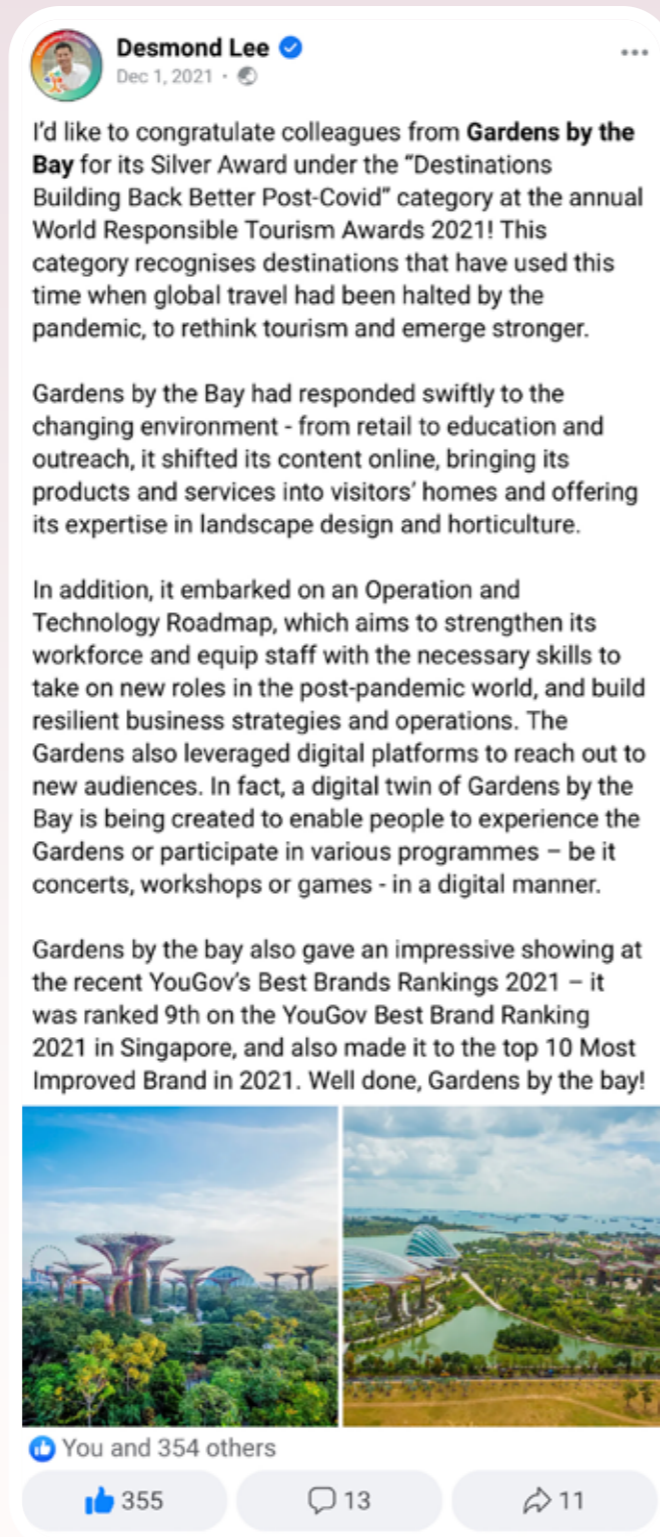 Desmond Lee
Dec 1, 2021 ·
I'd like to congratulate colleagues from Gardens by the
Bay for its Silver Award under the "Destinations
Building Back Better Post-Covid" category at the annual
World Responsible Tourism Awards 2021! This
category recognises destinations that have used this
time when global travel had been halted by the
pandemic, to rethink tourism and emerge stronger.
Gardens by the Bay had responded swiftly to the
changing environment - from retail to education and
outreach, it shifted its content online, bringing its
products and services into visitors' homes and offering
its expertise in landscape design and horticulture.
In addition, it embarked on an Operation and
Technology Roadmap, which aims to strengthen its
workforce and equip staff with the necessary skills to
take on new roles in the post-pandemic world, and build
resilient business strategies and operations. The
Gardens also leveraged digital platforms to reach out to
new audiences. In fact, a digital twin of Gardens by the
Bay is being created to enable people to experience the
Gardens or participate in various programmes – be it
concerts, workshops or games - in a digital manner.
Gardens by the bay also gave an impressive showing at
the recent YouGov's Best Brands Rankings 2021 – it
was ranked 9th on the YouGov Best Brand Ranking
2021 in Singapore, and also made it to the top 10 Most
Improved Brand in 2021. Well done, Gardens by the bay!
You and 354 others
355 13 11